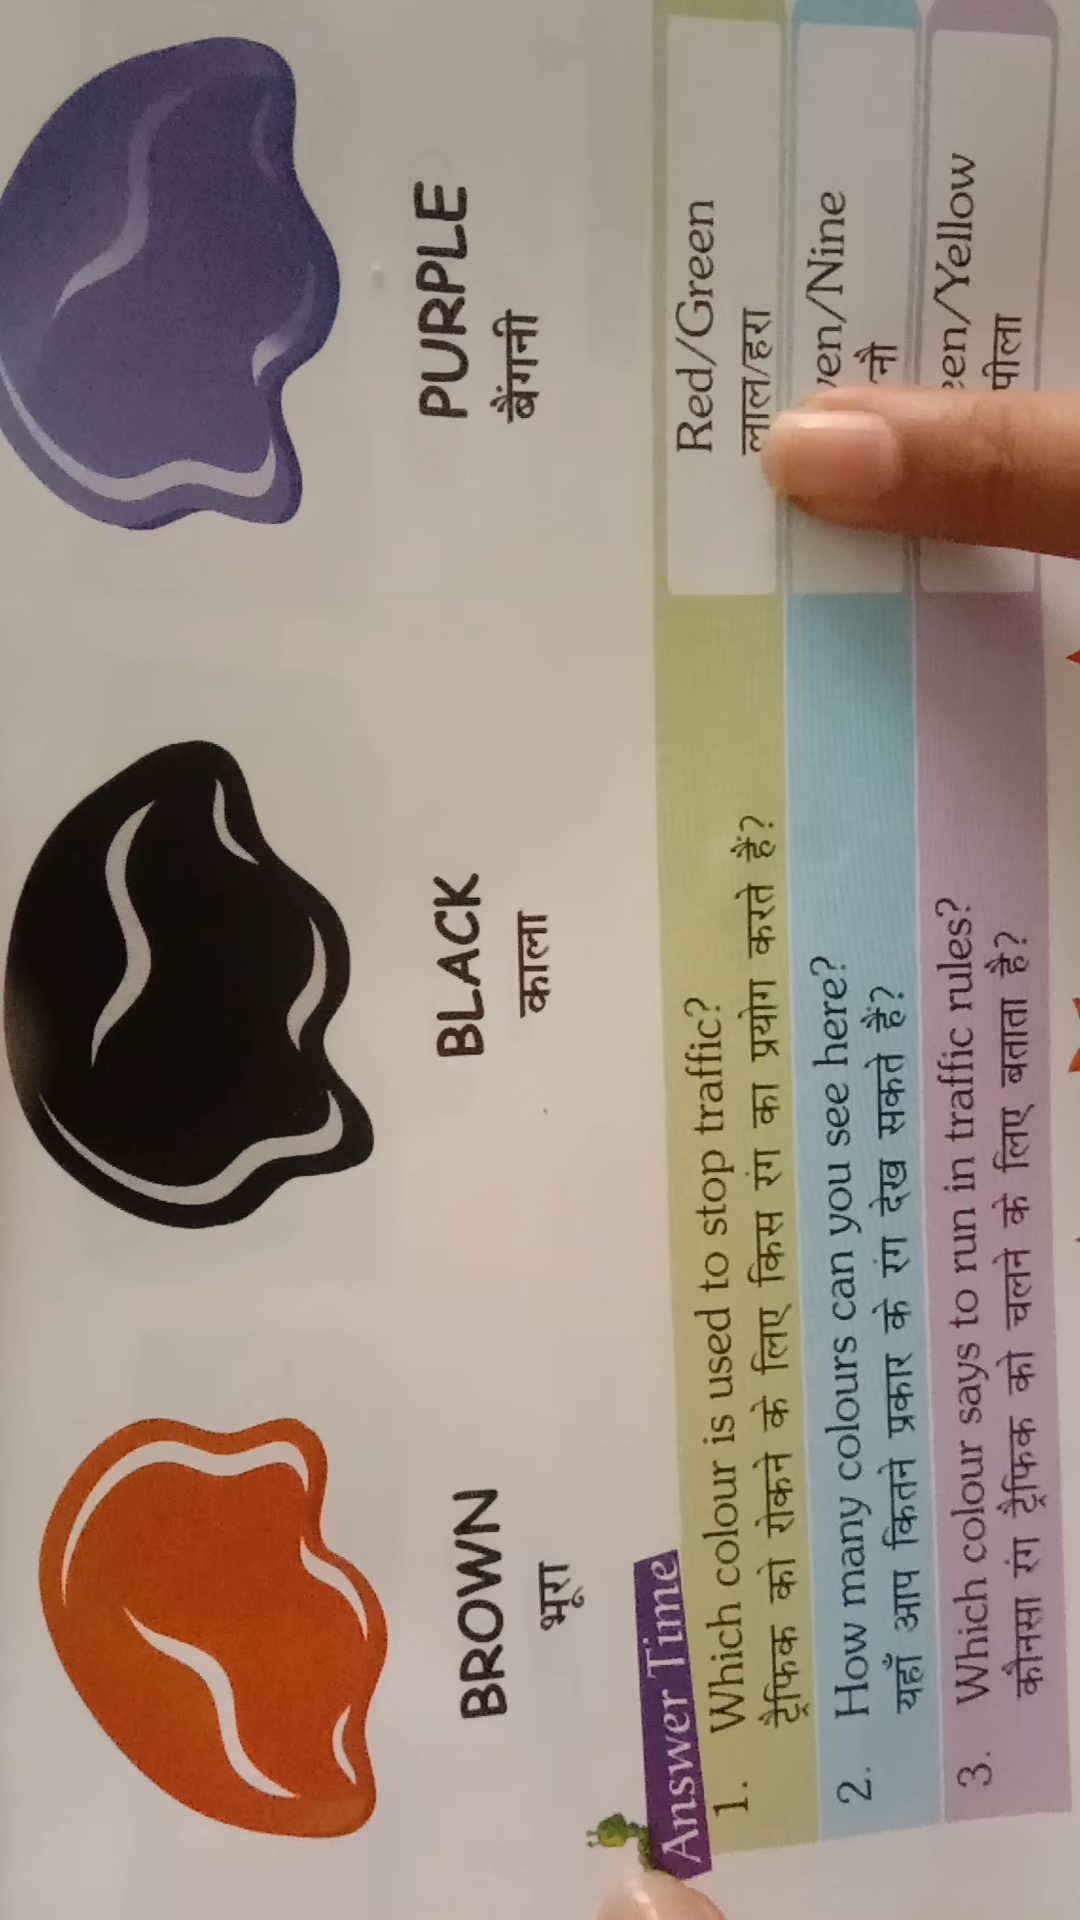 BROWN
भूरा
BLACK
काला
PURPLE
बैंगनी
Answer Time
1. Which colour is used to stop traffic?
ट्रैफिक को रोकने के लिए किस रंग का प्रयोग करते हैं?
Red/Green
लाल/हरा
2. How many colours can you see here?
यहाँ आप कितने प्रकार के रंग देख सकते हैं?
/Nine
नौ
3. Which colour says to run in traffic rules?
कौनसा रंग ट्रैफिक को चलने के लिए बताता है?
/Yellow
पीला